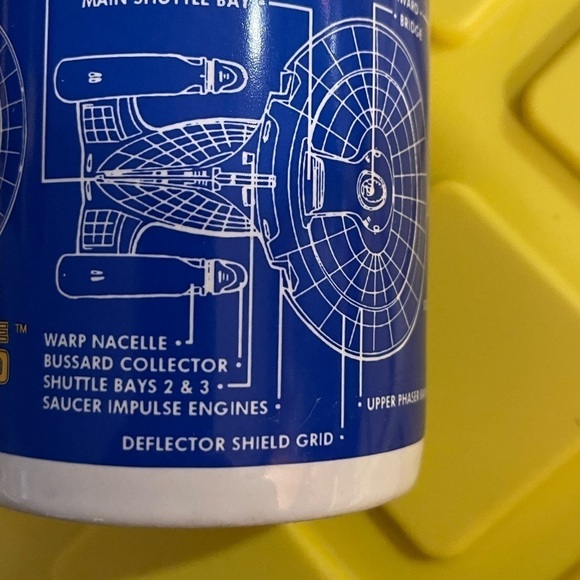 MAIN SHUTTLE BAY
BRIDGE
WARP NACELLE
BUSSARD COLLECTOR
SHUTTLE BAYS 2 & 3
SAUCER IMPULSE ENGINES
UPPER PHASER
DEFLECTOR SHIELD GRID
TM